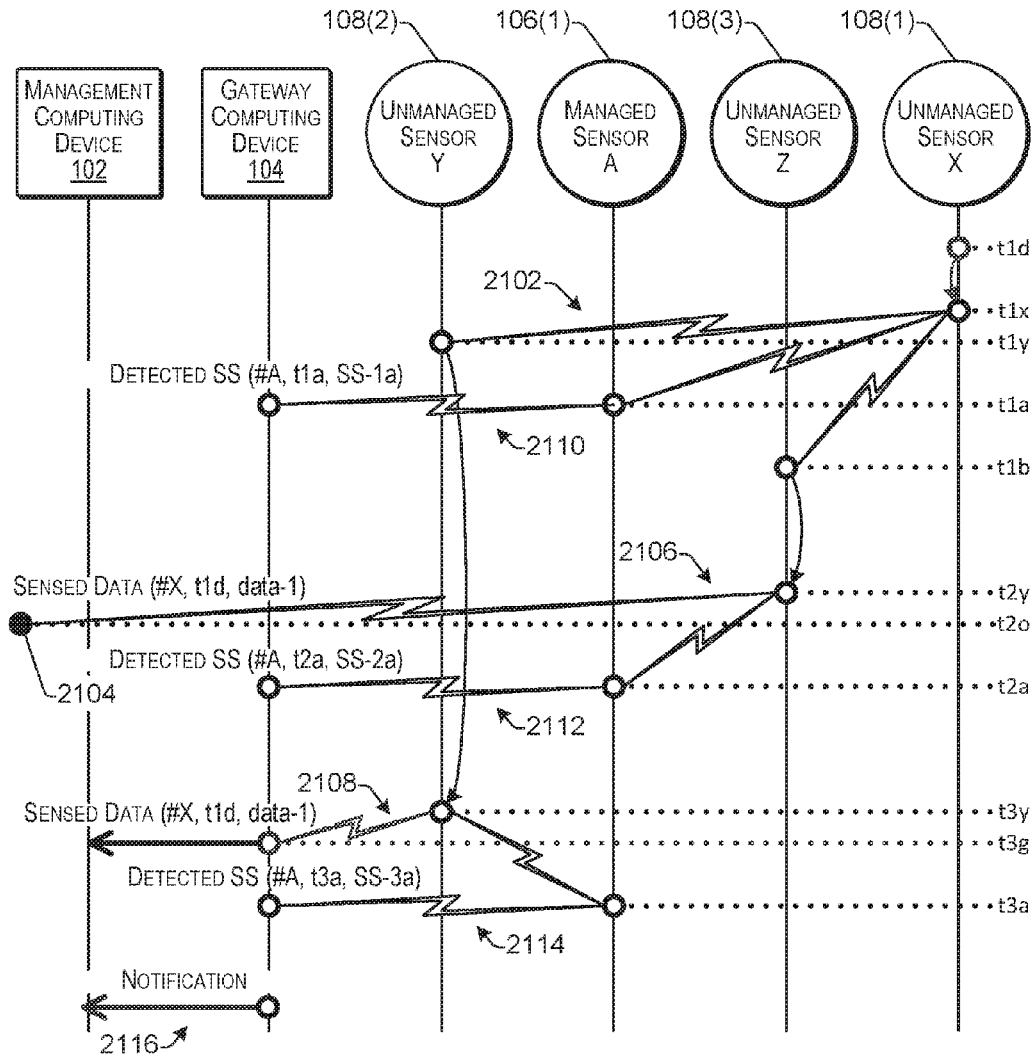 108(2)
106(1)
108(3)
108(1)
MANAGEMENT
COMPUTING
DEVICE
102
GATEWAY
COMPUTING
DEVICE
104
UNMANAGED
SENSOR
Y
MANAGED
SENSOR
A
UNMANAGED
SENSOR
Z
UNMANAGED
SENSOR
X
t1d
2102
t1x
t1y
DETECTED SS (#A, t1a, SS-1a)
t1a
2110
t1b
2106
SENSED DATA (#X, t1d, data-1)
t2y
t2o
DETECTED SS (#A, t2a, SS-2a)
2104
t2a
2112
2108
SENSED DATA (#X, t1d, data-1)
t3y
t3g
DETECTED SS (#A, t3a, SS-3a)
t3a
2114
NOTIFICATION
2116